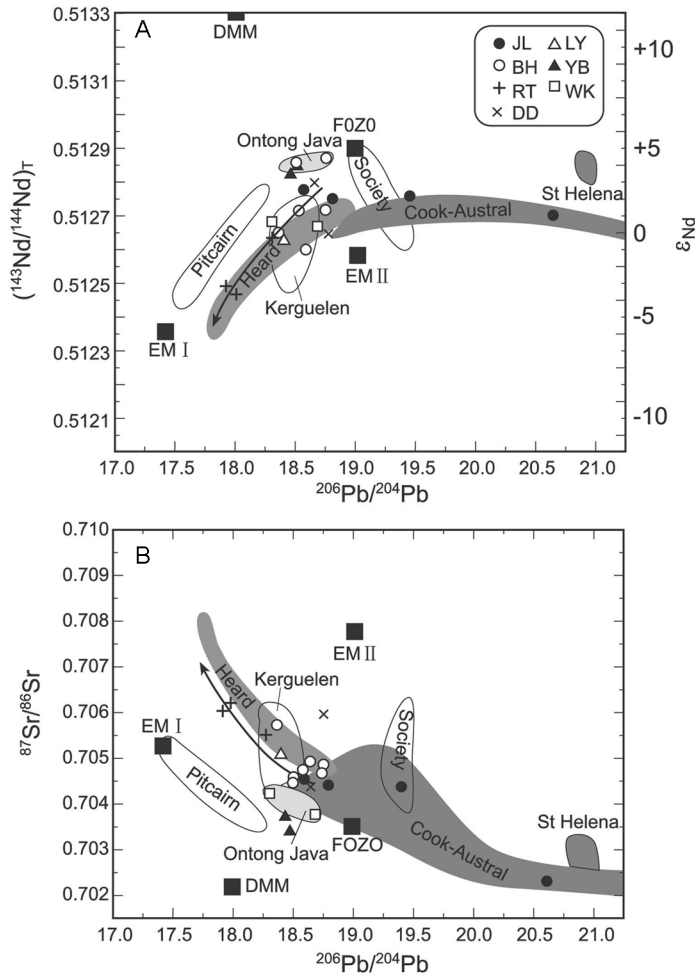 A
0.5133
0.5133
0.5131
0.5129
0.5127
0.5125
0.5123
0.5121
(¹⁴³Nd/¹⁴⁴Nd)T
17.0 17.5 18.0 18.5 19.0 19.5 20.0 20.5 21.0
²⁰⁶Pb/²⁰⁴Pb
+10
+5
0
-5
-10
εNd
JL LY
BH YB
RT WK
DD
DMM
F0Z0
Ontong Java
Society
St Helena
Cook-Austral
Pitcairn
Heard
EM II
Kerguelen
EM I
B
0.710
0.709
0.708
0.707
0.706
0.705
0.704
0.703
0.702
⁸⁷Sr/⁸⁶Sr
17.0 17.5 18.0 18.5 19.0 19.5 20.0 20.5 21.0
²⁰⁶Pb/²⁰⁴Pb
EM II
Kerguelen
Heard
EM I
Society
Pitcairn
St Helena
FOZO
Cook-Austral
Ontong Java
DMM